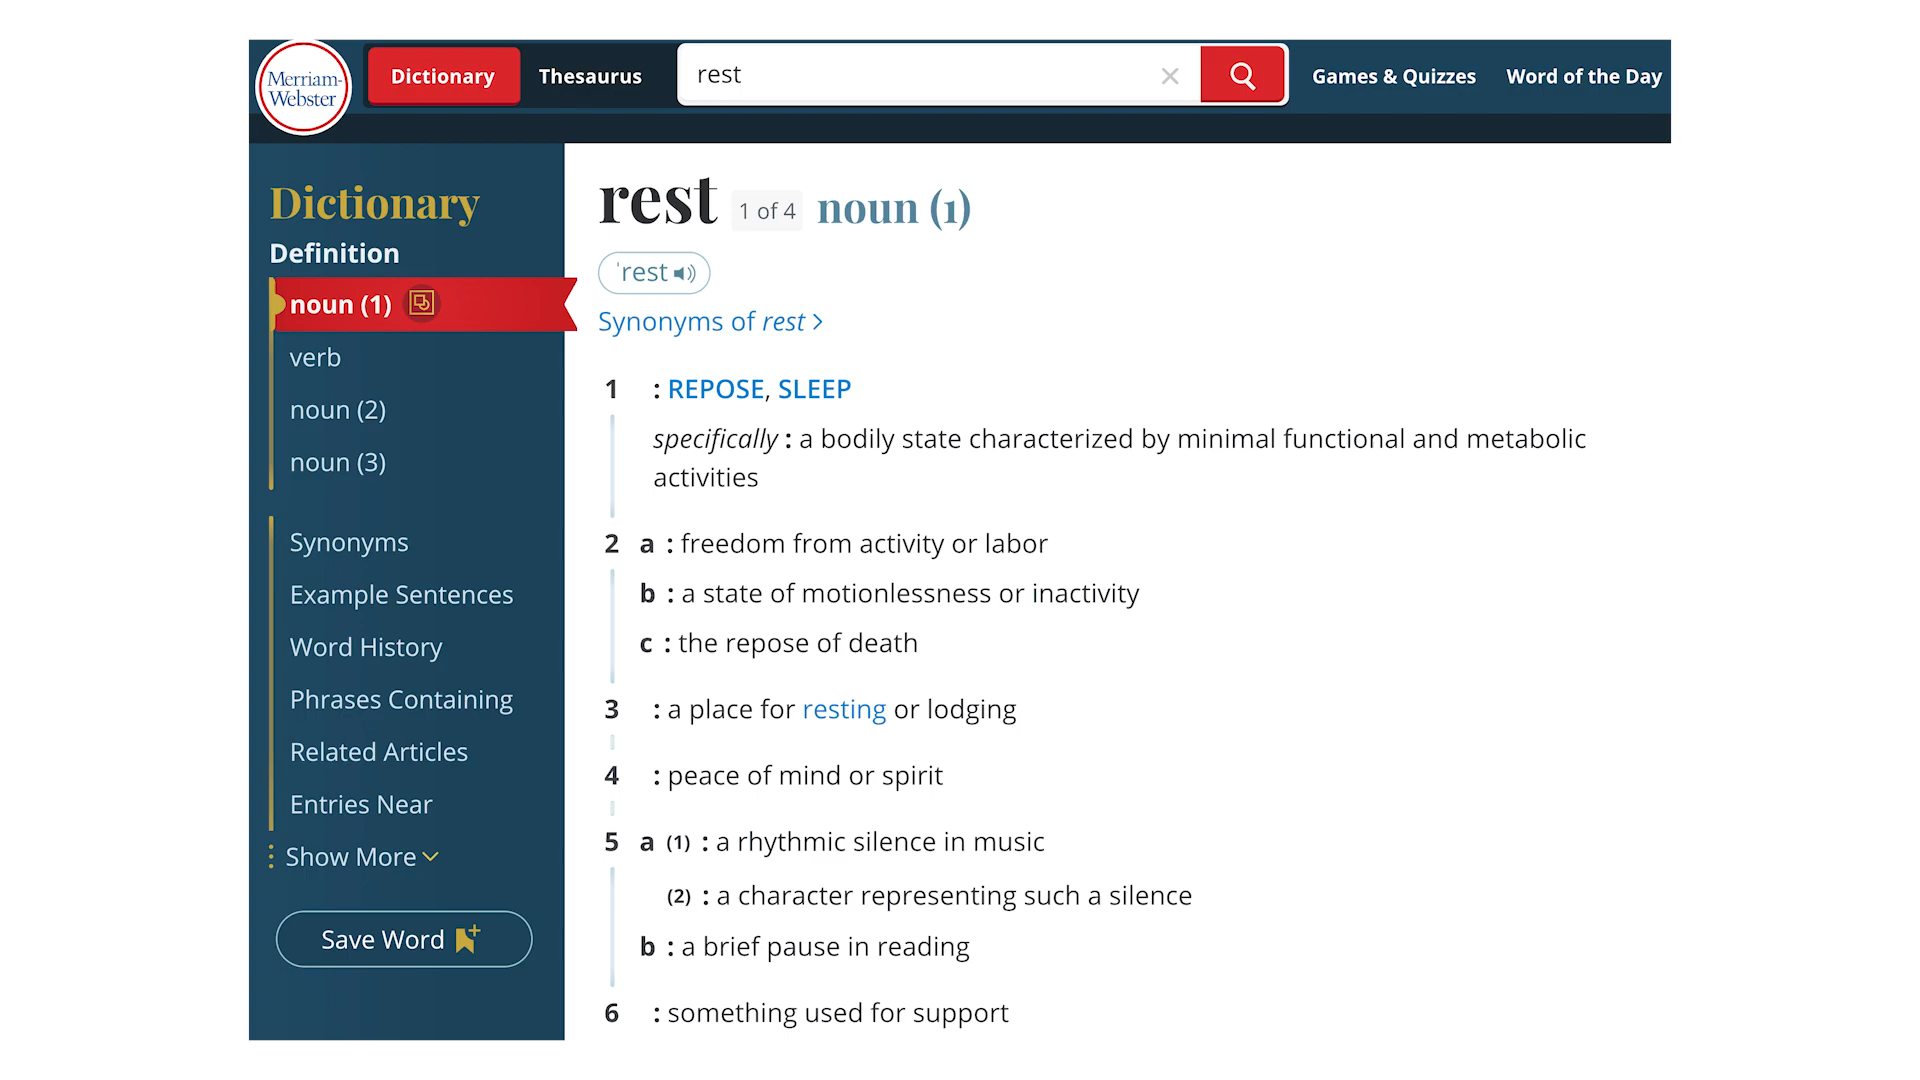 Merriam-
Webster
Dictionary
Thesaurus
rest
Games & Quizzes
Word of the Day
Dictionary
Definition
noun (1)
verb
noun (2)
noun (3)
Synonyms
Example Sentences
Word History
Phrases Containing
Related Articles
Entries Near
Show More
Save Word
rest 1 of 4 noun (1)
ˈrest
Synonyms of rest
1 : REPOSE, SLEEP
specifically : a bodily state characterized by minimal functional and metabolic
activities
2 a : freedom from activity or labor
b : a state of motionlessness or inactivity
c : the repose of death
3 : a place for resting or lodging
4 : peace of mind or spirit
5 a (1) : a rhythmic silence in music
(2) : a character representing such a silence
b : a brief pause in reading
6 : something used for support